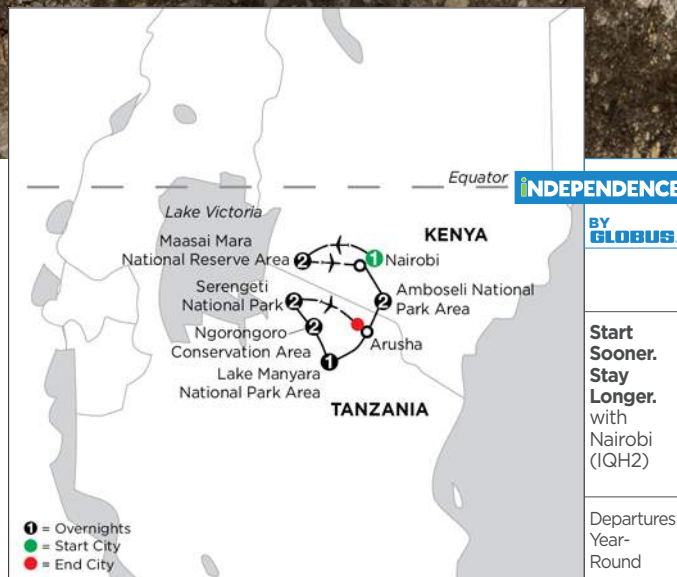 Equator
Lake Victoria
KENYA
Maasai Mara
National Reserve Area
2
1
Nairobi
Serengeti
National Park
2
2
Amboseli National
Park Area
Ngorongoro
Conservation Area
2
Arusha
Lake Manyara
National Park Area
1
TANZANIA
1 = Overnights
= Start City
= End City
iNDEPENDENCE
BY
GLOBUS.
Start
Sooner.
Stay
Longer.
with
Nairobi
(IQH2)
Departures
Year-
Round